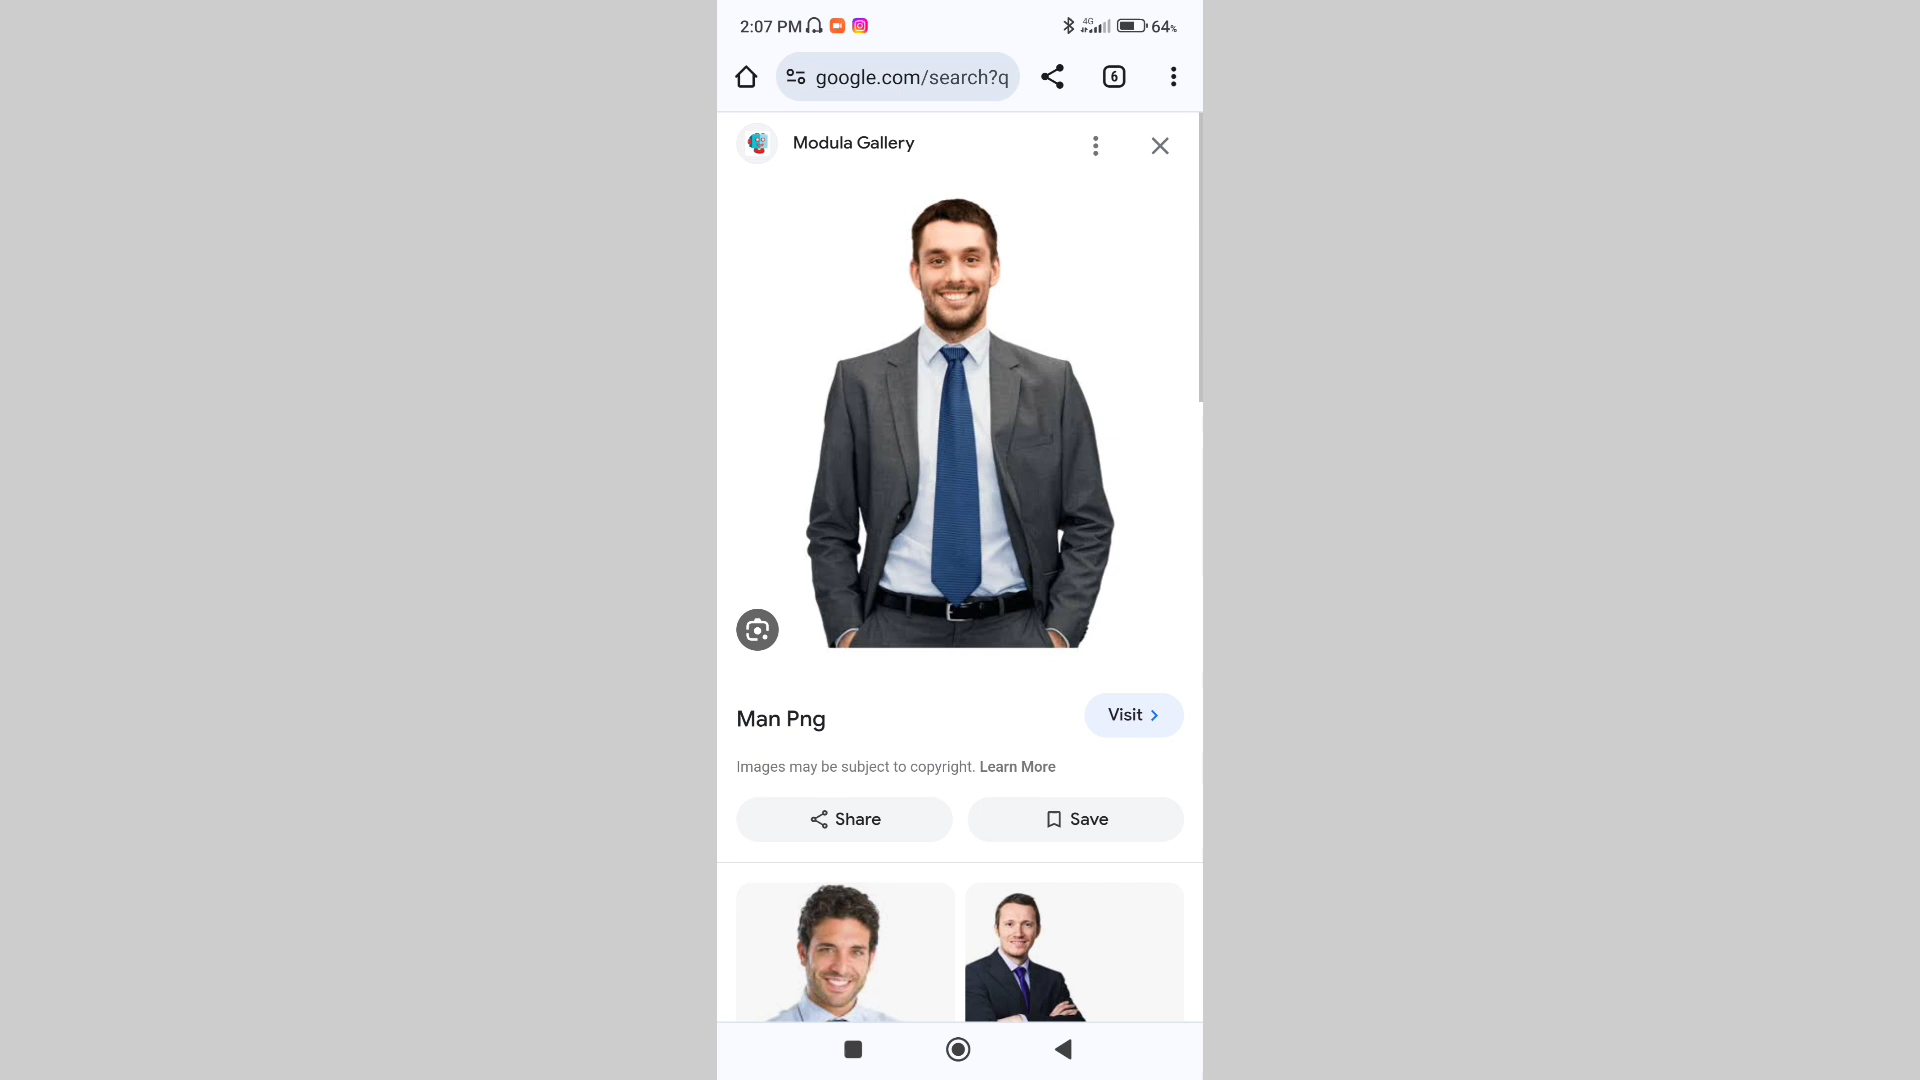 2:07 PM
4G
64%
google.com/search?q
6
Modula Gallery
Man Png
Visit
Images may be subject to copyright. Learn More
Share
Save